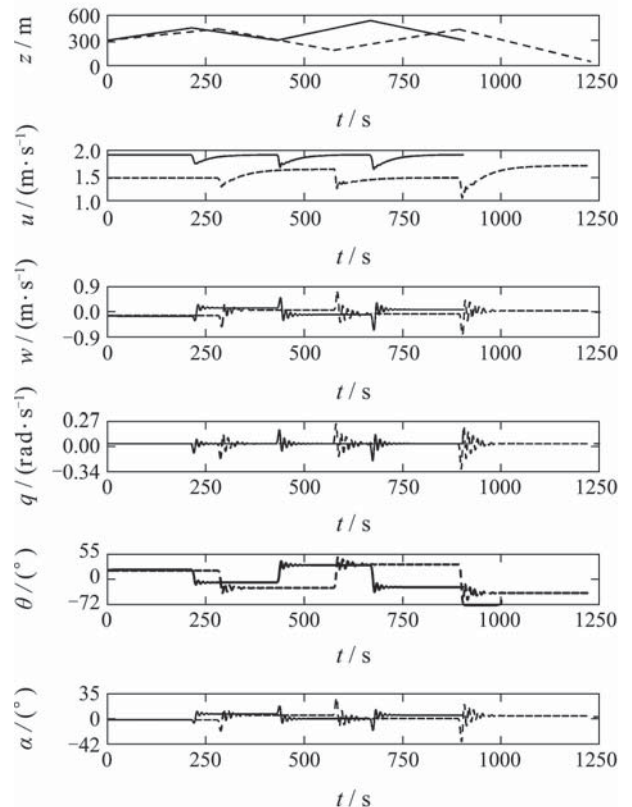 600
300
0
z / m
0 250 500 750 1000 1250
t / s
2.0
1.5
1.0
u / (m · s⁻¹)
0 250 500 750 1000 1250
t / s
0.9
0.0
−0.9
w / (m · s⁻¹)
0 250 500 750 1000 1250
t / s
0.27
0.00
−0.34
q / (rad · s⁻¹)
0 250 500 750 1000 1250
t / s
55
0
−72
θ / (°)
0 250 500 750 1000 1250
t / s
35
0
−42
α / (°)
0 250 500 750 1000 1250
t / s